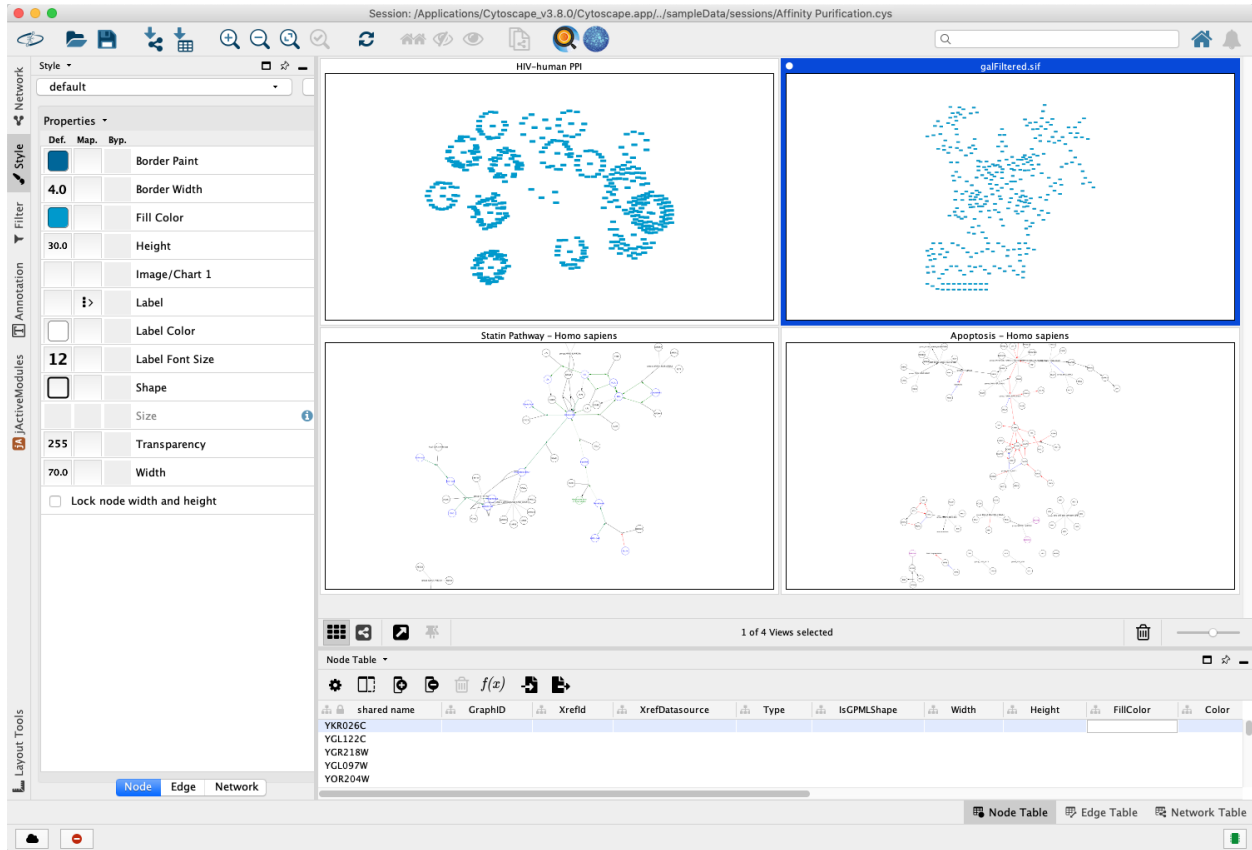 Session: /Applications/Cytoscape_v3.8.0/Cytoscape.app/../sampleData/sessions/Affinity Purification.cys
Network
Style
Filter
Annotation
jActiveModules
Layout Tools
Style
default
Properties
Def. Map. Byp.
Border Paint
4.0 Border Width
Fill Color
30.0 Height
Image/Chart 1
Label
Label Color
12 Label Font Size
Shape
Size
255 Transparency
70.0 Width
Lock node width and height
Node Edge Network
HIV-human PPI
galFiltered.sif
Statin Pathway - Homo sapiens
Apoptosis - Homo sapiens
1 of 4 Views selected
Node Table
f(x)
shared name GraphID XrefId XrefDatasource Type IsGPMLShape Width Height FillColor Color
YKR026C
YGL122C
YGR218W
YGL097W
YOR204W
Node Table Edge Table Network Table